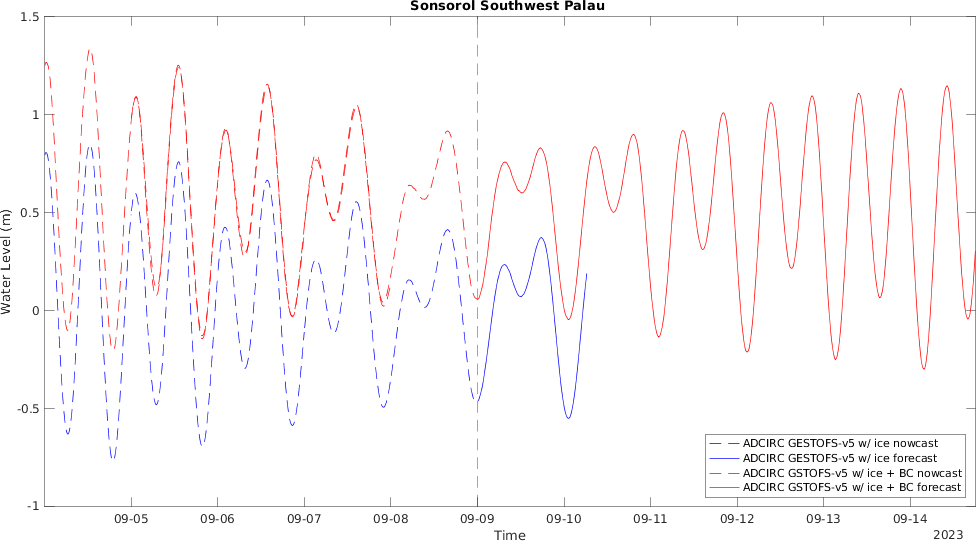 Sonsorol Southwest Palau
1.5
1
0.5
0
-0.5
-1
Water Level (m)
09-05 09-06 09-07 09-08 09-09 09-10 09-11 09-12 09-13 09-14
Time
2023
ADCIRC GESTOFS-v5 w/ ice nowcast
ADCIRC GESTOFS-v5 w/ ice forecast
ADCIRC GSTOFS-v5 w/ ice + BC nowcast
ADCIRC GSTOFS-v5 w/ ice + BC forecast